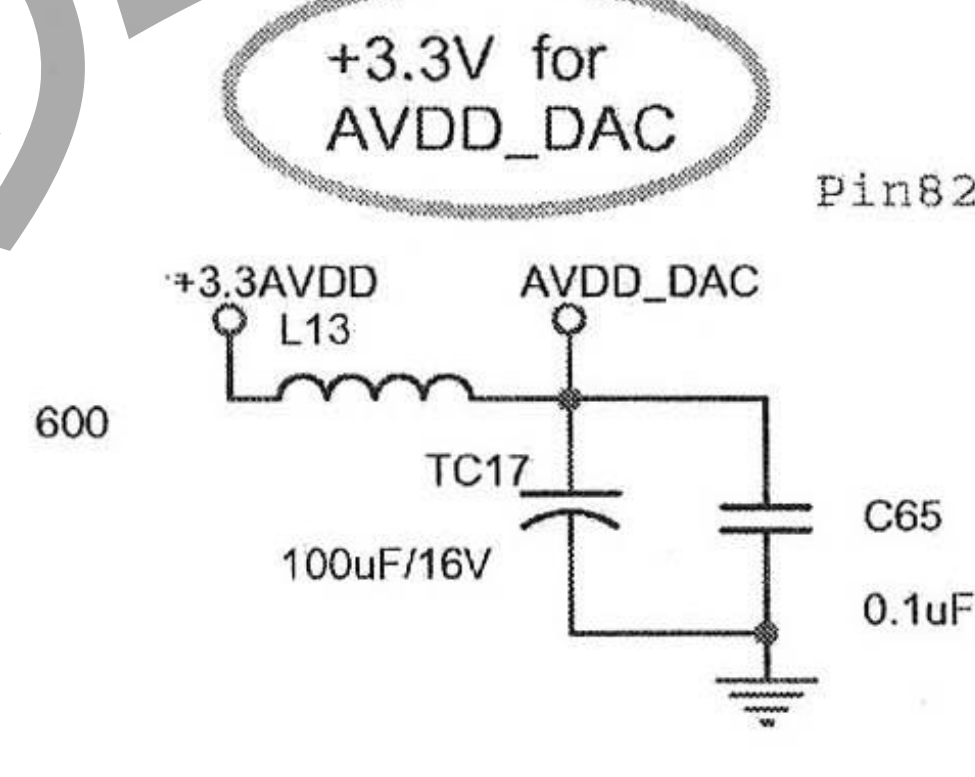 +3.3V for
AVDD_DAC
Pin82
+3.3AVDD
AVDD_DAC
L13
600
TC17
C65
100uF/16V
0.1uF